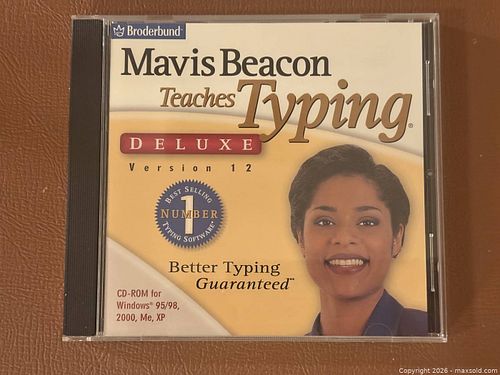 Broderbund
Mavis Beacon
Teaches Typing®
DELUXE
Version 12
BEST SELLING
NUMBER
1
TYPING SOFTWARE
Better Typing
Guaranteed™
CD-ROM for
Windows® 95/98,
2000, Me, XP
Copyright 2026 - maxsold.com